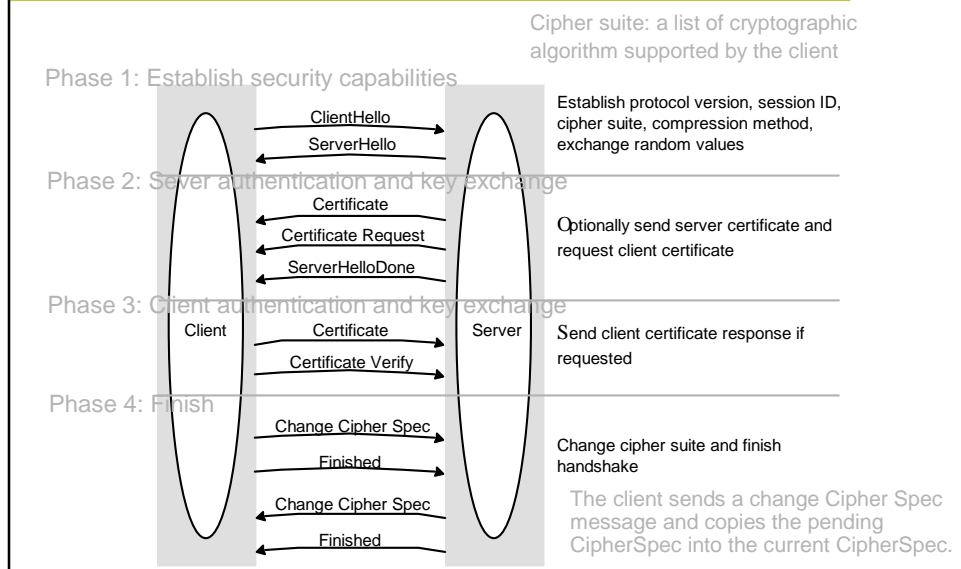 Cipher suite: a list of cryptographic
algorithm supported by the client
Phase 1: Establish security capabilities
ClientHello
ServerHello
Establish protocol version, session ID,
cipher suite, compression method,
exchange random values
Phase 2: Sever authentication and key exchange
Certificate
Certificate Request
ServerHelloDone
Optionally send server certificate and
request client certificate
Phase 3: Client authentication and key exchange
Client
Certificate
Server
Certificate Verify
Send client certificate response if
requested
Phase 4: Finish
Change Cipher Spec
Finished
Change Cipher Spec
Finished
Change cipher suite and finish
handshake
The client sends a change Cipher Spec
message and copies the pending
CipherSpec into the current CipherSpec.